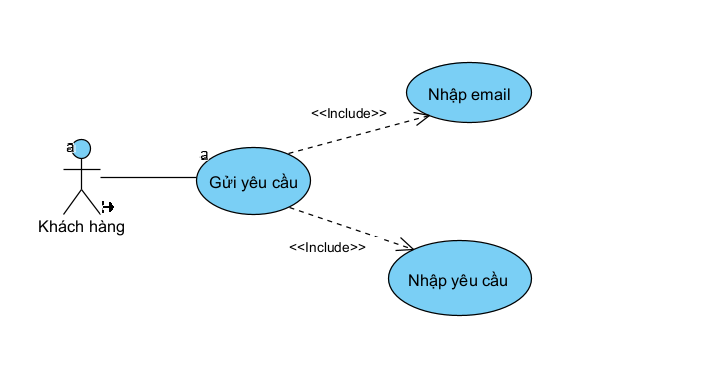 <<Include>>
Nhập email
a
a
Gửi yêu cầu
Khách hàng
<<Include>>
Nhập yêu cầu